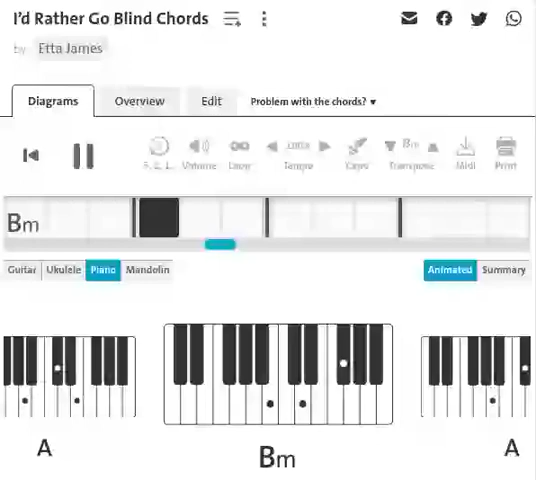 I'd Rather Go Blind Chords
by Etta James
Diagrams Overview Edit Problem with the chords? ▾
Bm
Volume Loop Tempo Capo Transpose Midi Print
Bm
Guitar Ukulele Piano Mandolin Animated Summary
A Bm A